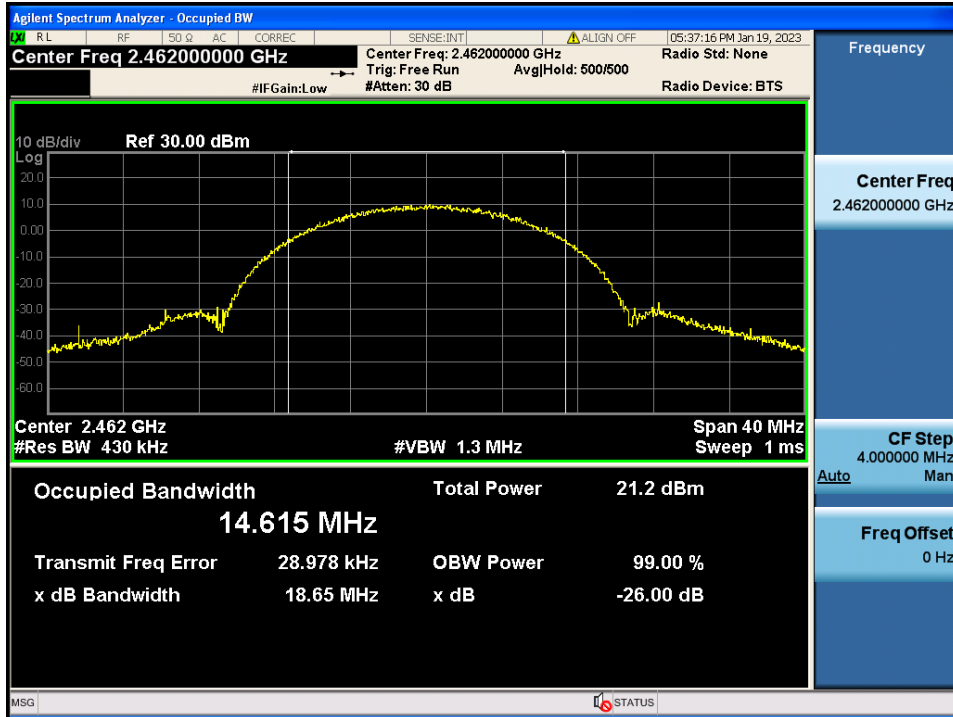 Agilent Spectrum Analyzer - Occupied BW
LXI RL RF 50 Ω AC CORREC SENSE:INT ALIGN OFF 05:37:16 PM Jan 19, 2023
Center Freq 2.462000000 GHz
Center Freq: 2.462000000 GHz Radio Std: None
Trig: Free Run Avg|Hold: 500/500
#IFGain:Low #Atten: 30 dB Radio Device: BTS
10 dB/div Ref 30.00 dBm
Log
20.0
10.0
0.00
-10.0
-20.0
-30.0
-40.0
-50.0
-60.0
Center 2.462 GHz Span 40 MHz
#Res BW 430 kHz #VBW 1.3 MHz Sweep 1 ms
Occupied Bandwidth Total Power 21.2 dBm
14.615 MHz
Transmit Freq Error 28.978 kHz OBW Power 99.00 %
x dB Bandwidth 18.65 MHz x dB -26.00 dB
MSG STATUS
Frequency
Center Freq
2.462000000 GHz
CF Step
4.000000 MHz
Auto Man
Freq Offset
0 Hz